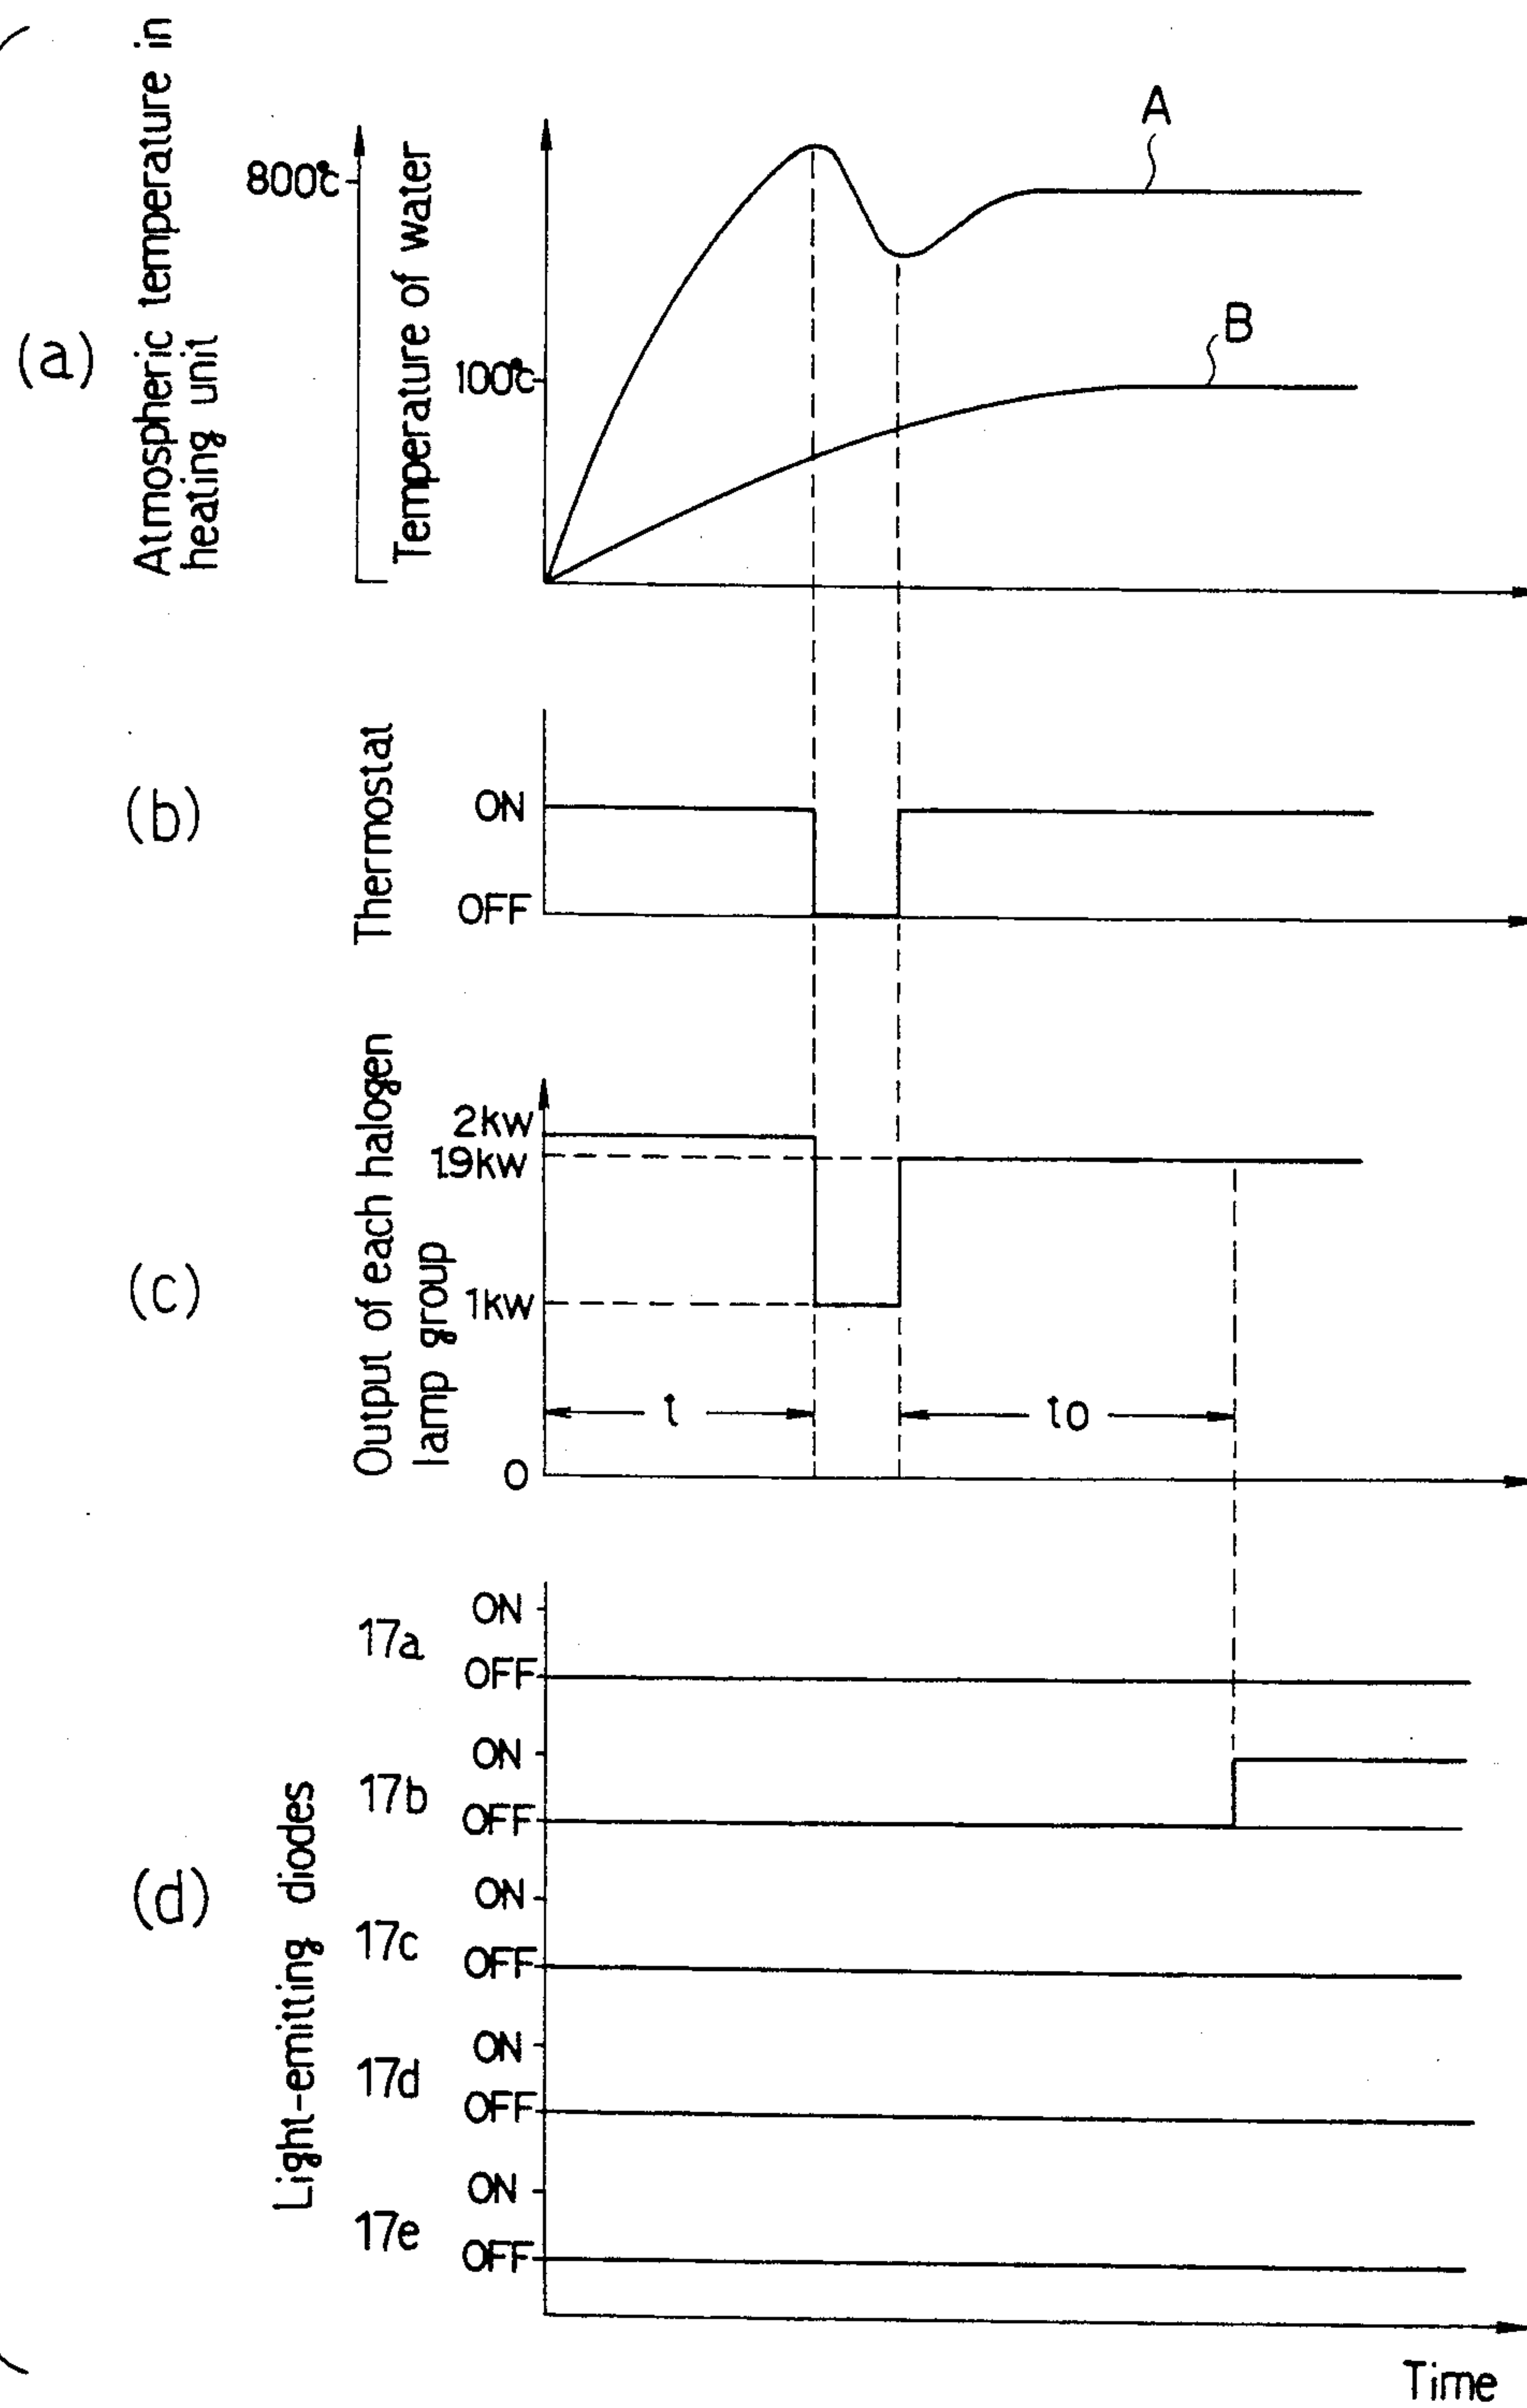 (a)
Atmospheric temperature in
heating unit
800℃
Temperature of water
100℃
A
B
(b)
Thermostat
ON
OFF
(c)
Output of each halogen
lamp group
2kw
1.9kw
1kw
0
t
to
(d)
Light-emitting diodes
17a
ON
OFF
17b
ON
OFF
17c
ON
OFF
17d
ON
OFF
17e
ON
OFF
Time